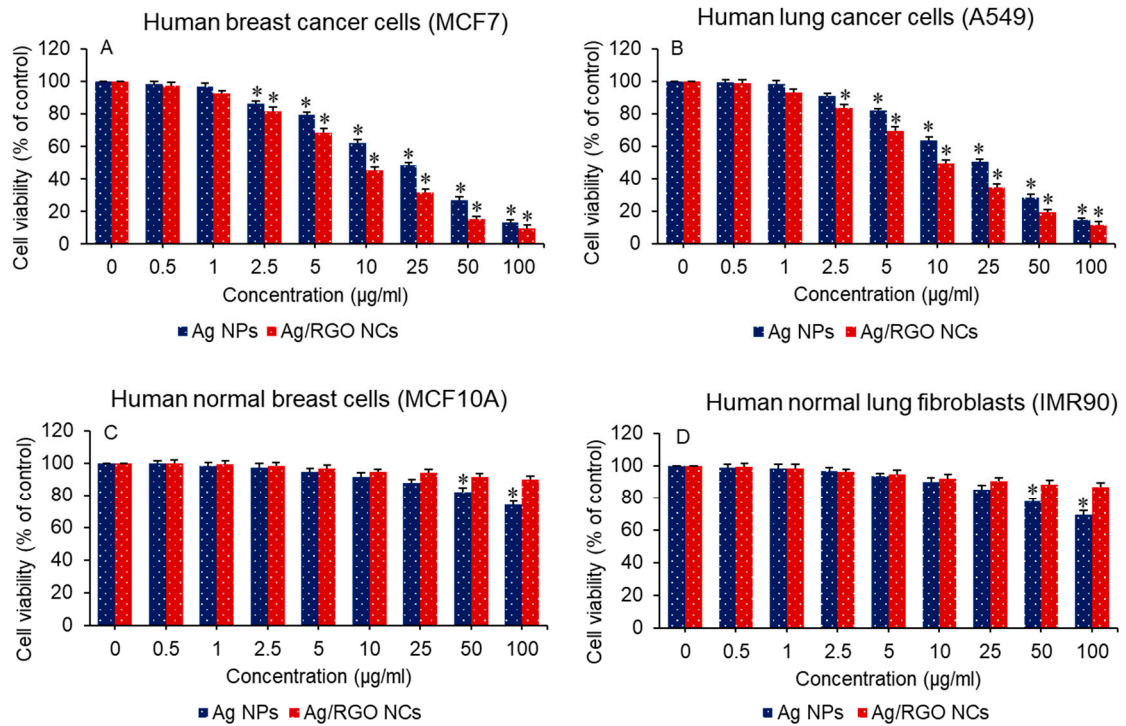 Human breast cancer cells (MCF7)
A
Cell viability (% of control)
120
100
80
60
40
20
0
* * * * * * * * * * * *
0 0.5 1 2.5 5 10 25 50 100
Concentration (µg/ml)
Ag NPs Ag/RGO NCs
Human lung cancer cells (A549)
B
Cell viability (% of control)
120
100
80
60
40
20
0
* * * * * * * * * * *
0 0.5 1 2.5 5 10 25 50 100
Concentration (µg/ml)
Ag NPs Ag/RGO NCs
Human normal breast cells (MCF10A)
C
Cell viability (% of control)
120
100
80
60
40
20
0
* *
0 0.5 1 2.5 5 10 25 50 100
Concentration (µg/ml)
Ag NPs Ag/RGO NCs
Human normal lung fibroblasts (IMR90)
D
Cell viability (% of control)
120
100
80
60
40
20
0
* *
0 0.5 1 2.5 5 10 25 50 100
Concentration (µg/ml)
Ag NPs Ag/RGO NCs